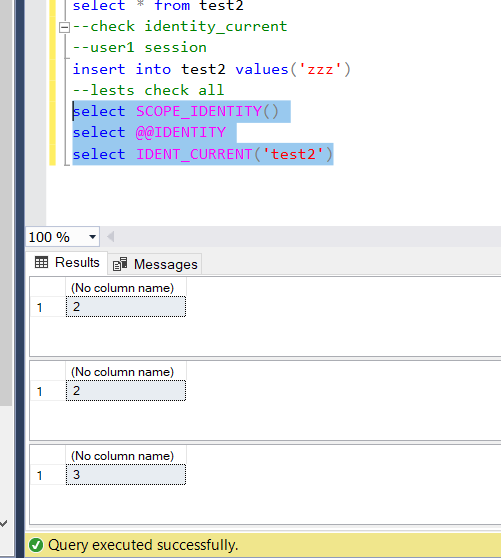 select * from test2
--check identity_current
--user1 session
insert into test2 values('zzz')
--lests check all
select SCOPE_IDENTITY()
select @@IDENTITY
select IDENT_CURRENT('test2')
100 %
Results Messages
(No column name)
1 2
(No column name)
1 2
(No column name)
1 3
Query executed successfully.